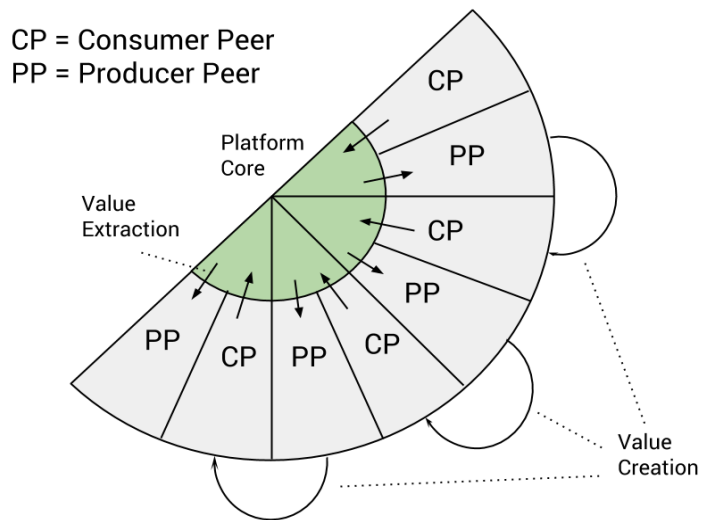 CP = Consumer Peer
PP = Producer Peer
CP
Platform
Core
PP
Value
Extraction
CP
PP
PP
CP
PP
CP
Value
Creation